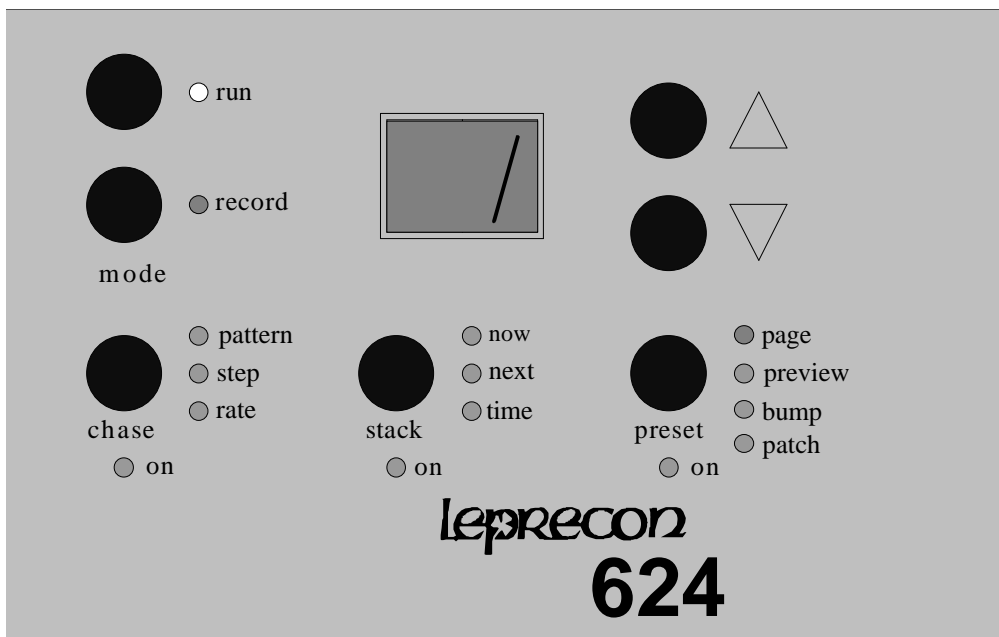 run
record
mode
pattern
step
rate
chase
on
now
next
time
stack
on
page
preview
bump
patch
preset
on
leprecon
624